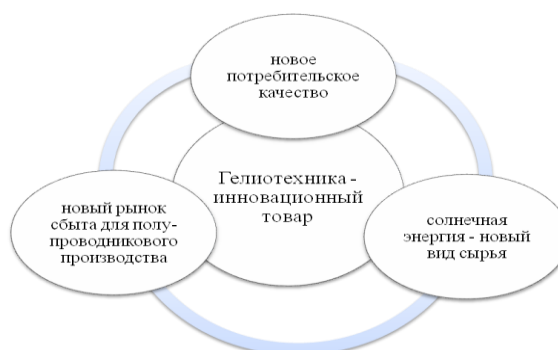 новое
потребительское
качество
Гелиотехника -
инновационный
товар
новый рынок
сбыта для полу-
проводникового
производства
солнечная
энергия - новый
вид сырья